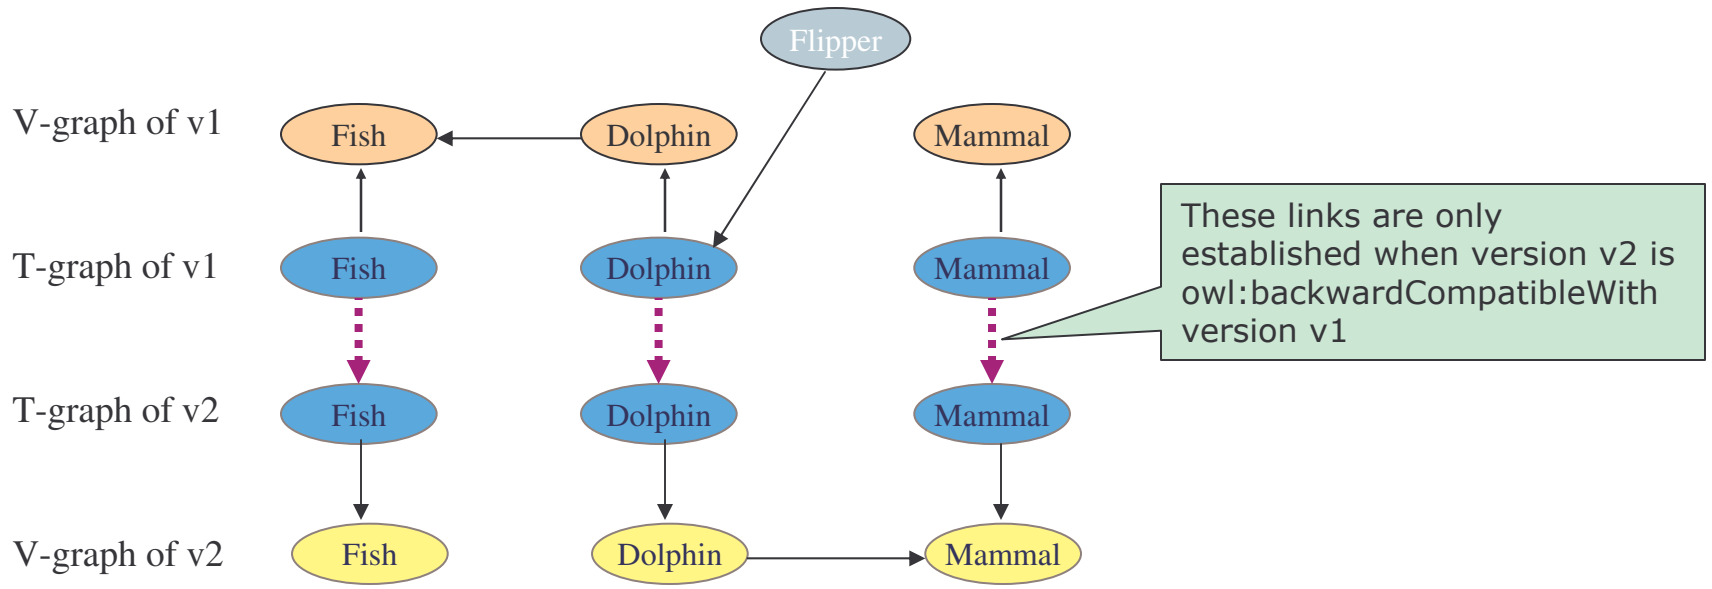 Flipper
V-graph of v1
Fish
Dolphin
Mammal
T-graph of v1
Fish
Dolphin
Mammal
These links are only
established when version v2 is
owl:backwardCompatibleWith
version v1
T-graph of v2
Fish
Dolphin
Mammal
V-graph of v2
Fish
Dolphin
Mammal